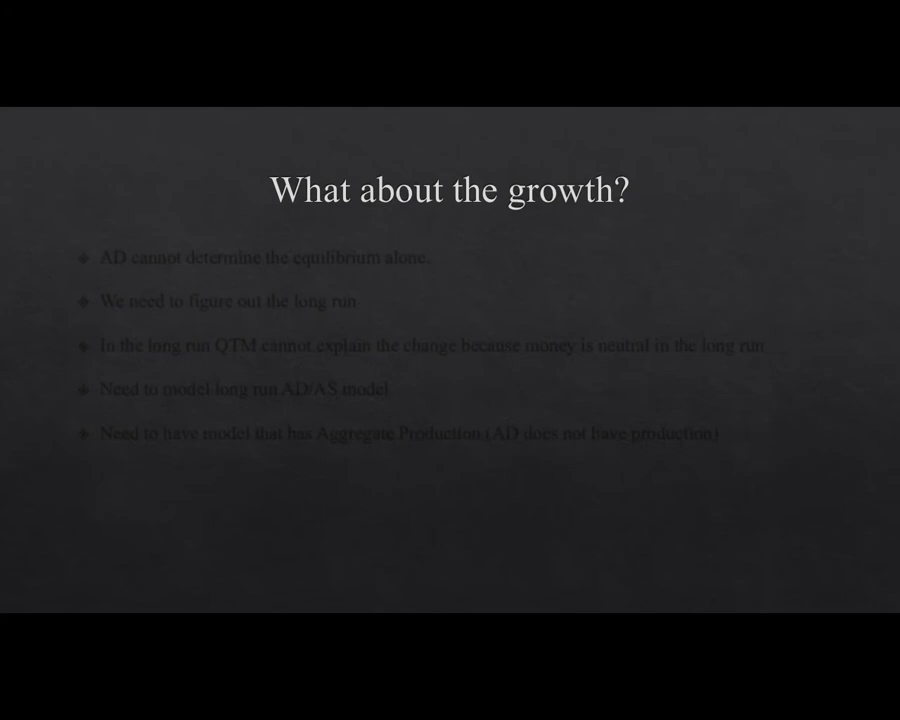 What about the growth?
AD cannot determine the equilibrium alone.
We need to figure out the long run
In the long run QTM cannot explain the change because money is neutral in the long run
Need to model long run AD/AS model
Need to have model that has Aggregate Production (AD does not have production)